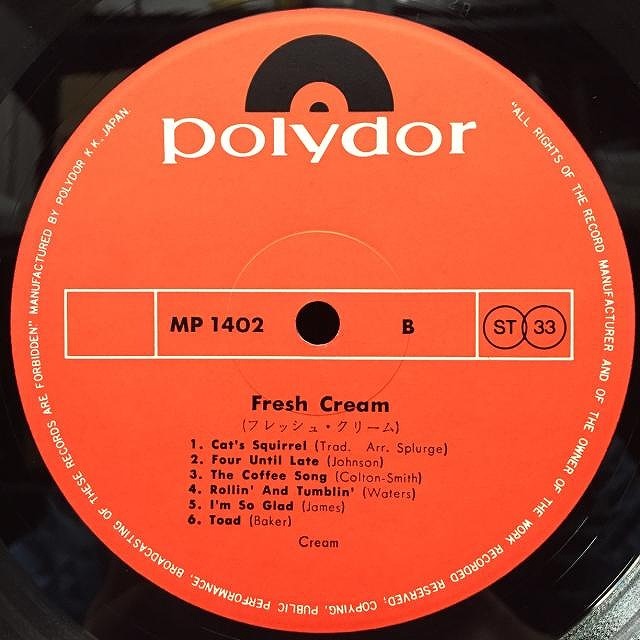 polydor
"ALL RIGHTS OF THE RECORD MANUFACTURER AND OF THE OWNER OF THE WORK RECORDED RESERVED; COPYING, PUBLIC PERFORMANCE, BROADCASTING OF THESE RECORDS ARE FORBIDDEN" MANUFACTURED BY POLYDOR K.K., JAPAN.
MP 1402 B ST 33
Fresh Cream
(フレッシュ・クリーム)
1. Cat's Squirrel (Trad. Arr. Splurge)
2. Four Until Late (Johnson)
3. The Coffee Song (Colton-Smith)
4. Rollin' And Tumblin' (Waters)
5. I'm So Glad (James)
6. Toad (Baker)
Cream